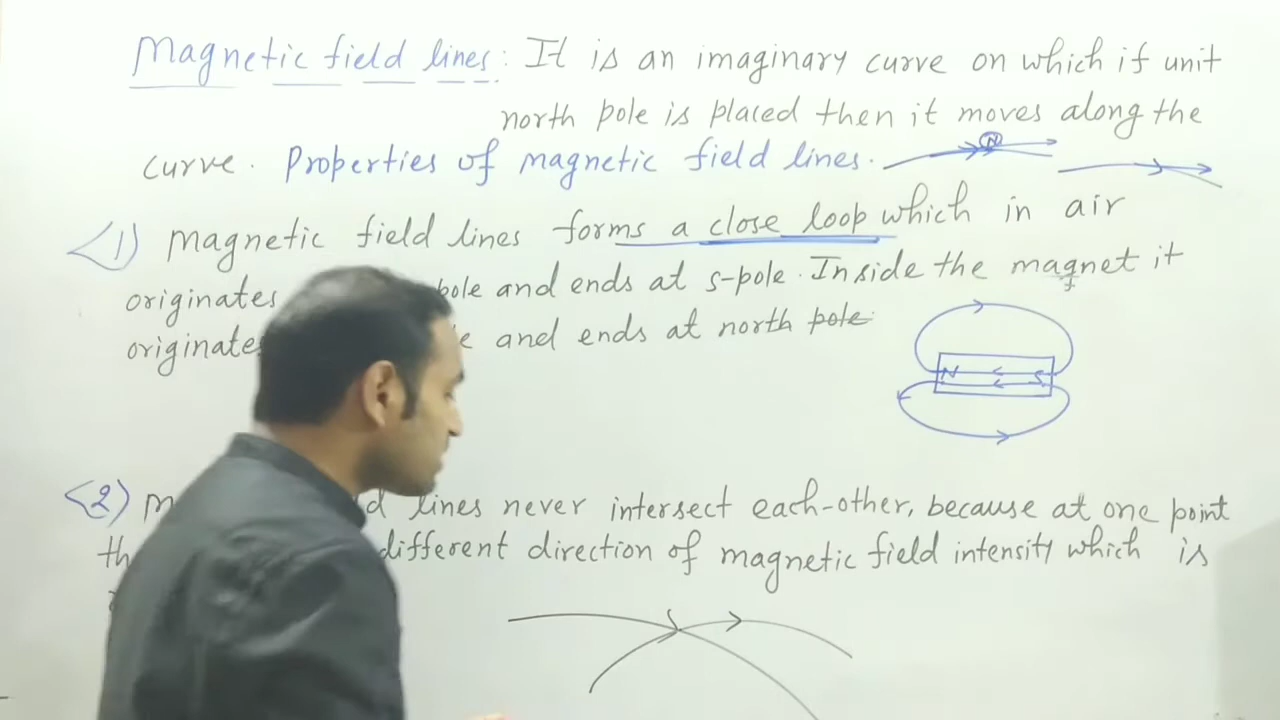 Magnetic field lines: It is an imaginary curve on which if unit
north pole is placed then it moves along the
curve. Properties of magnetic field lines.
N
<1) Magnetic field lines forms a close loop which in air
originates pole and ends at s-pole. Inside the magnet it
originates and ends at north pole
N S
<2) lines never intersect each-other, because at one point
different direction of magnetic field intensity which is